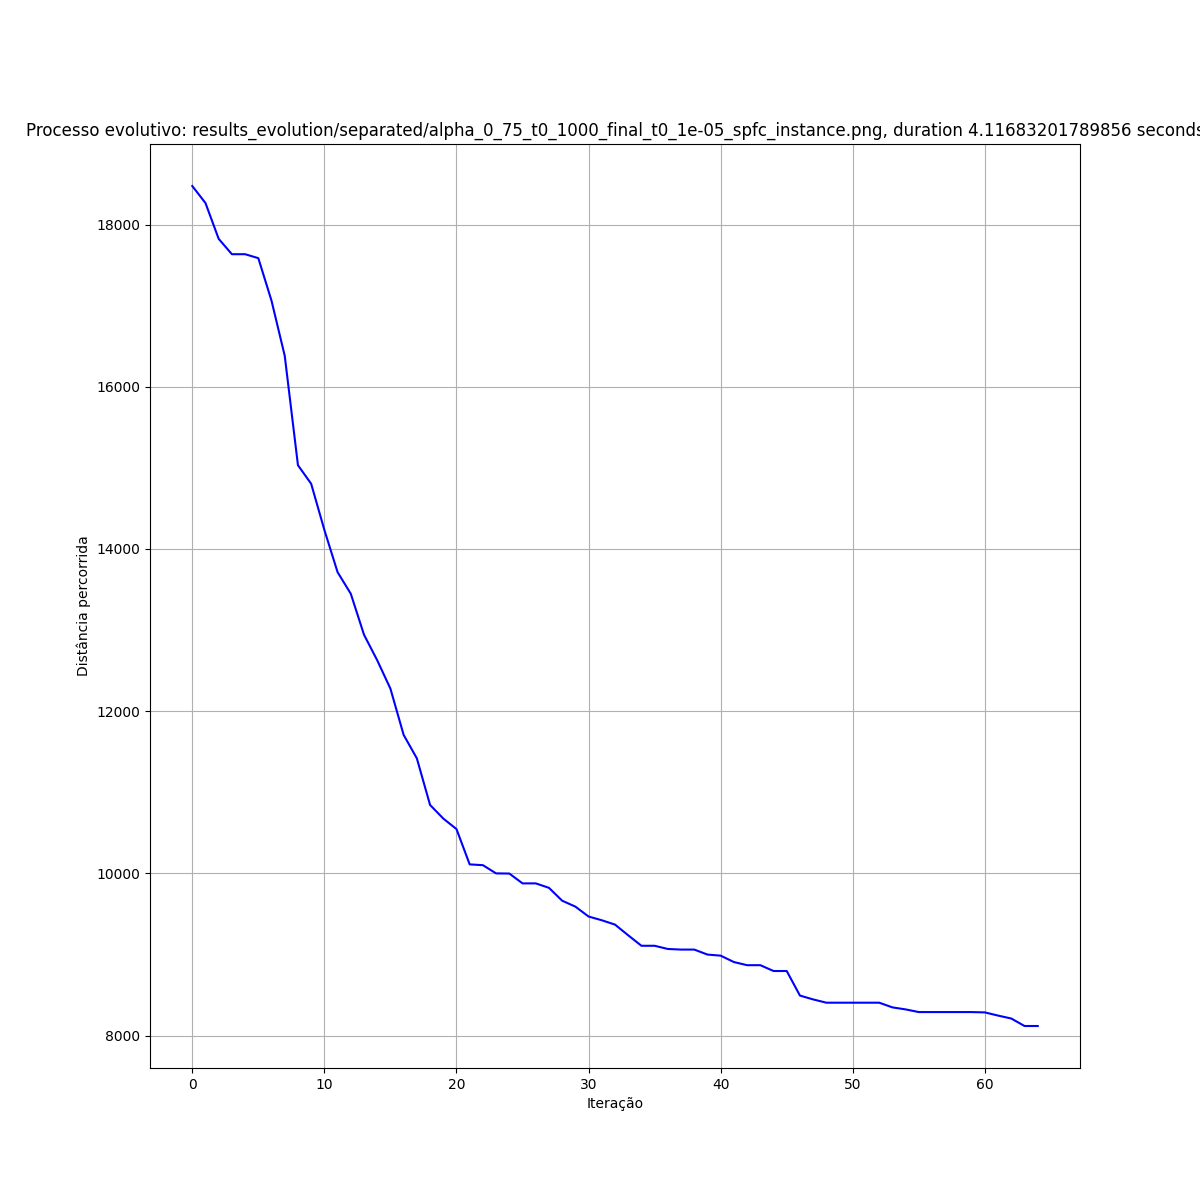 Processo evolutivo: results_evolution/separated/alpha_0_75_t0_1000_final_t0_1e-05_spfc_instance.png, duration 4.11683201789856 seconds
18000
16000
14000
12000
10000
8000
Distância percorrida
0 10 20 30 40 50 60
Iteração